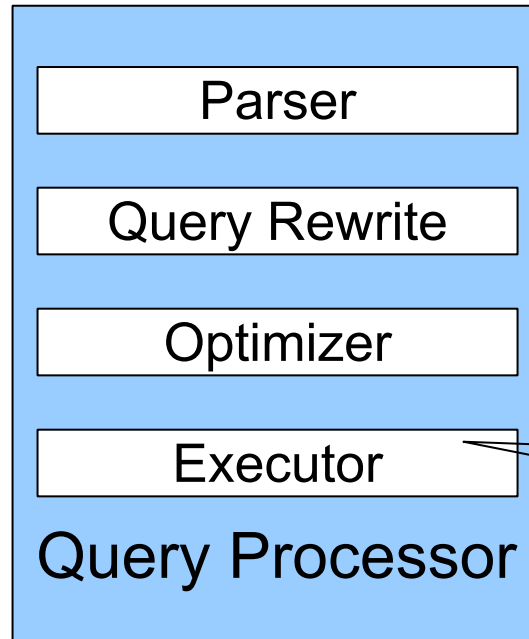 Parser
Query Rewrite
Optimizer
Executor
Query Processor